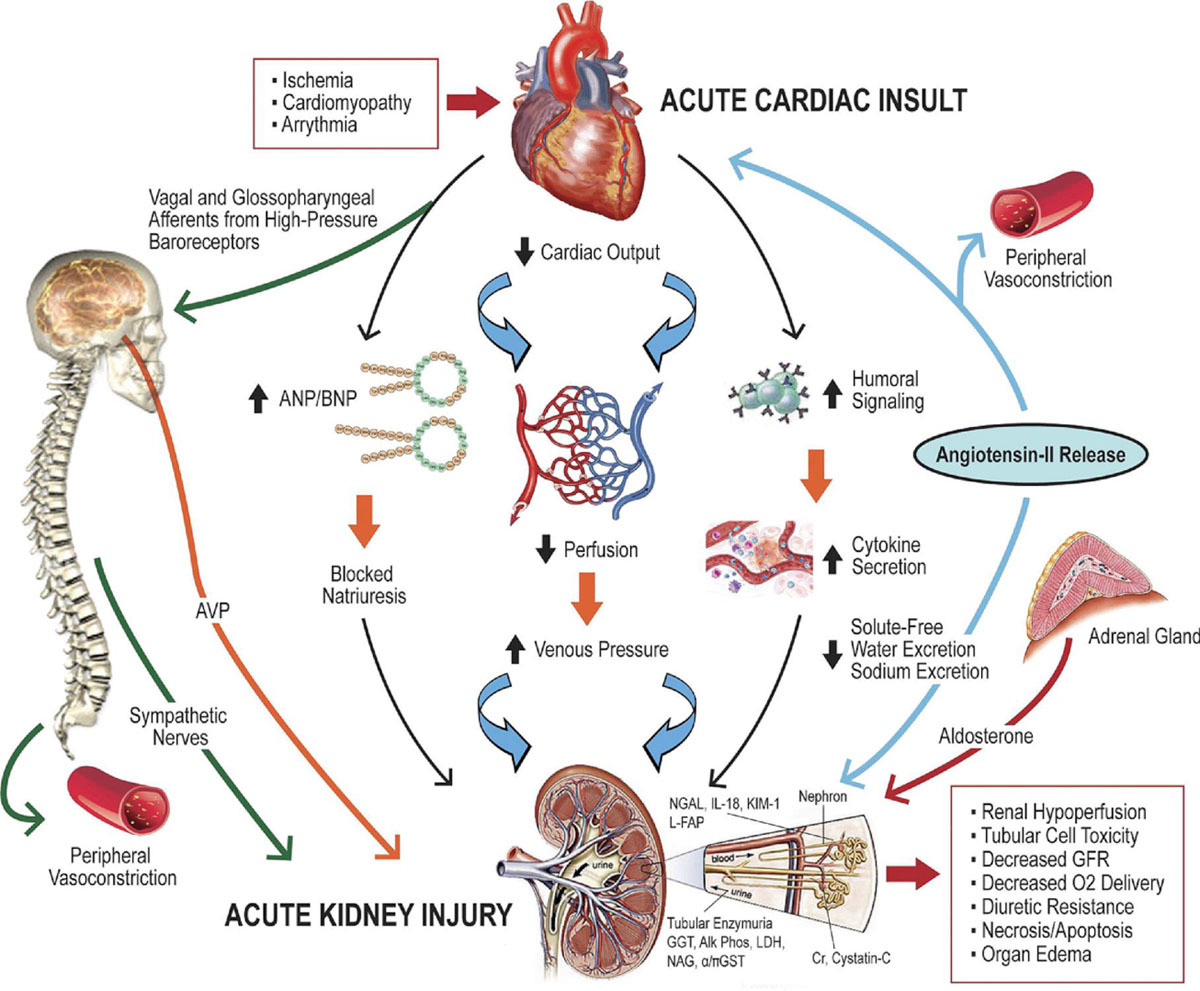 ▪ Ischemia
▪ Cardiomyopathy
▪ Arrythmia
ACUTE CARDIAC INSULT
Vagal and Glossopharyngeal
Afferents from High-Pressure
Baroreceptors
Cardiac Output
Peripheral
Vasoconstriction
ANP/BNP
Humoral
Signaling
Angiotensin-II Release
Perfusion
Cytokine
Secretion
Blocked
Natriuresis
AVP
Venous Pressure
Solute-Free
Water Excretion
Sodium Excretion
Adrenal Gland
Sympathetic
Nerves
Aldosterone
Peripheral
Vasoconstriction
NGAL, IL-18, KIM-1
L-FAP
Nephron
blood
urine
urine
ACUTE KIDNEY INJURY
Tubular Enzymuria
GGT, Alk Phos, LDH,
NAG, α/πGST
Cr, Cystatin-C
▪ Renal Hypoperfusion
▪ Tubular Cell Toxicity
▪ Decreased GFR
▪ Decreased O2 Delivery
▪ Diuretic Resistance
▪ Necrosis/Apoptosis
▪ Organ Edema